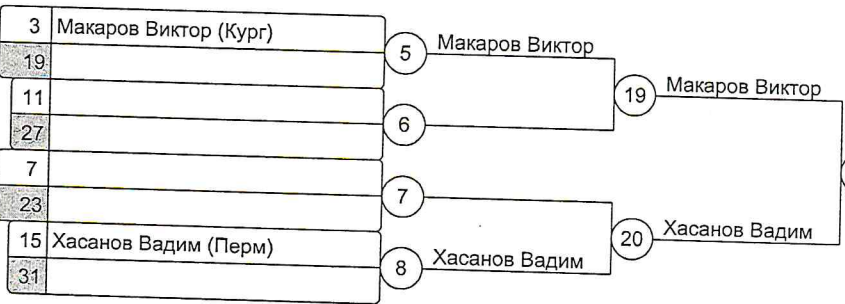 3 Макаров Виктор (Кург)
19
5 Макаров Виктор
11
27
6
19 Макаров Виктор
7
23
7
15 Хасанов Вадим (Перм)
31
8 Хасанов Вадим
20 Хасанов Вадим